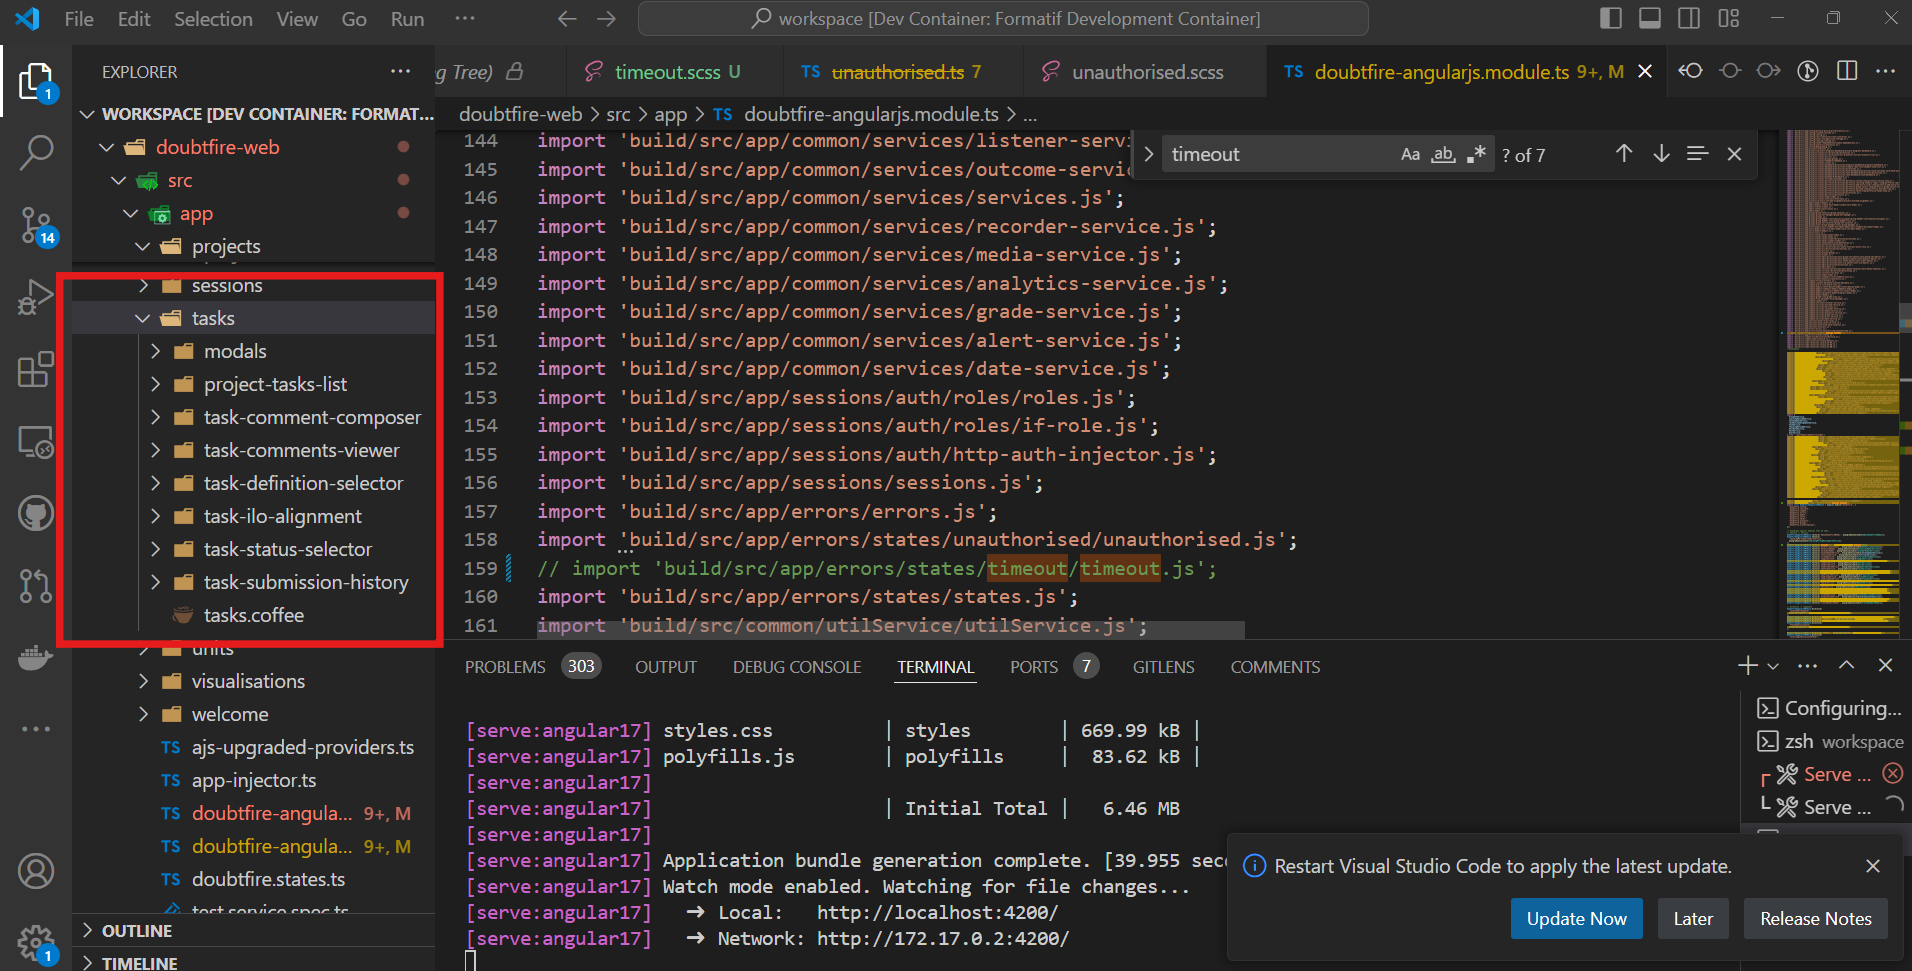 File Edit Selection View Go Run ···
workspace [Dev Container: Formatif Development Container]
EXPLORER
WORKSPACE [DEV CONTAINER: FORMAT...
doubtfire-web
src
app
projects
sessions
tasks
modals
project-tasks-list
task-comment-composer
task-comments-viewer
task-definition-selector
task-ilo-alignment
task-status-selector
task-submission-history
tasks.coffee
units
visualisations
welcome
TS ajs-upgraded-providers.ts
TS app-injector.ts
TS doubtfire-angula... 9+, M
TS doubtfire-angula... 9+, M
TS doubtfire.states.ts
test.service.spec.ts
OUTLINE
TIMELINE
1
14
1
g Tree) timeout.scss U TS unauthorised.ts 7 unauthorised.scss TS doubtfire-angularjs.module.ts 9+, M
doubtfire-web > src > app > TS doubtfire-angularjs.module.ts > ...
timeout Aa ab .* ? of 7
144 import 'build/src/app/common/services/listener-servi
145 import 'build/src/app/common/services/outcome-servic
146 import 'build/src/app/common/services/services.js';
147 import 'build/src/app/common/services/recorder-service.js';
148 import 'build/src/app/common/services/media-service.js';
149 import 'build/src/app/common/services/analytics-service.js';
150 import 'build/src/app/common/services/grade-service.js';
151 import 'build/src/app/common/services/alert-service.js';
152 import 'build/src/app/common/services/date-service.js';
153 import 'build/src/app/sessions/auth/roles/roles.js';
154 import 'build/src/app/sessions/auth/roles/if-role.js';
155 import 'build/src/app/sessions/auth/http-auth-injector.js';
156 import 'build/src/app/sessions/sessions.js';
157 import 'build/src/app/errors/errors.js';
158 import 'build/src/app/errors/states/unauthorised/unauthorised.js';
159 // import 'build/src/app/errors/states/timeout/timeout.js';
160 import 'build/src/app/errors/states/states.js';
161 import 'build/src/common/utilService/utilService.js';
PROBLEMS 303 OUTPUT DEBUG CONSOLE TERMINAL PORTS 7 GITLENS COMMENTS
[serve:angular17] styles.css | styles | 669.99 kB |
[serve:angular17] polyfills.js | polyfills | 83.62 kB |
[serve:angular17]
[serve:angular17] | Initial Total | 6.46 MB
[serve:angular17]
[serve:angular17] Application bundle generation complete. [39.955 seco
[serve:angular17] Watch mode enabled. Watching for file changes...
[serve:angular17] ➜ Local: http://localhost:4200/
[serve:angular17] ➜ Network: http://172.17.0.2:4200/
Configuring...
zsh workspace
Serve ...
Serve ...
Restart Visual Studio Code to apply the latest update.
Update Now Later Release Notes